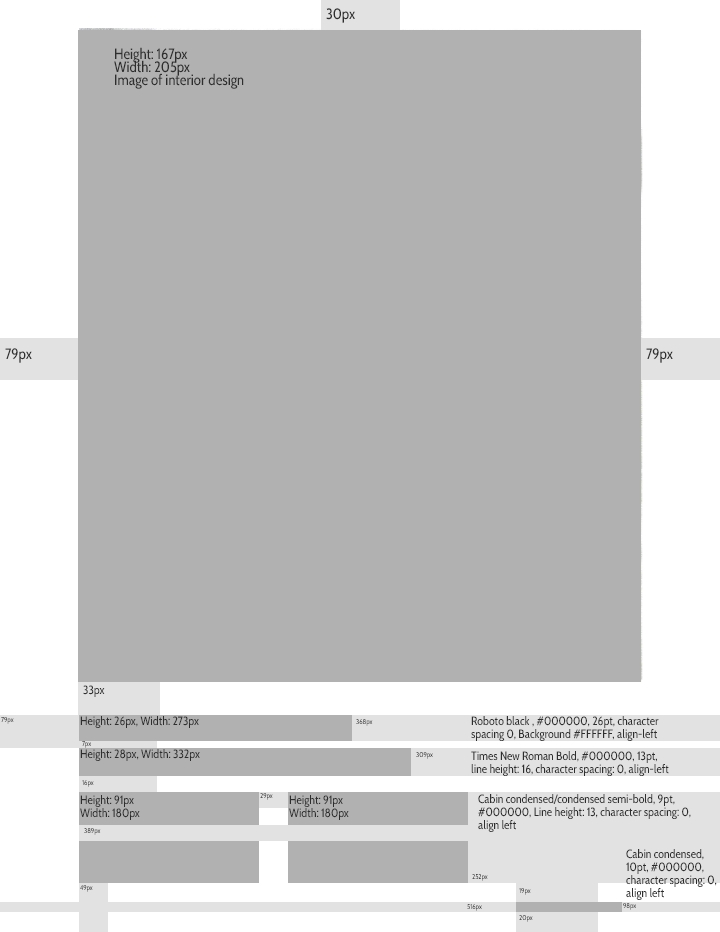 30px
Height: 167px
Width: 205px
Image of interior design
79px
79px
33px
79px
Height: 26px, Width: 273px
368px
Roboto black , #000000, 26pt, character
spacing 0, Background #FFFFFF, align-left
7px
Height: 28px, Width: 332px
309px
Times New Roman Bold, #000000, 13pt,
line height: 16, character spacing: 0, align-left
16px
Height: 91px
Width: 180px
29px
Height: 91px
Width: 180px
Cabin condensed/condensed semi-bold, 9pt,
#000000, Line height: 13, character spacing: 0,
align left
389px
Cabin condensed,
10pt, #000000,
character spacing: 0,
align left
252px
49px
19px
516px
98px
20px